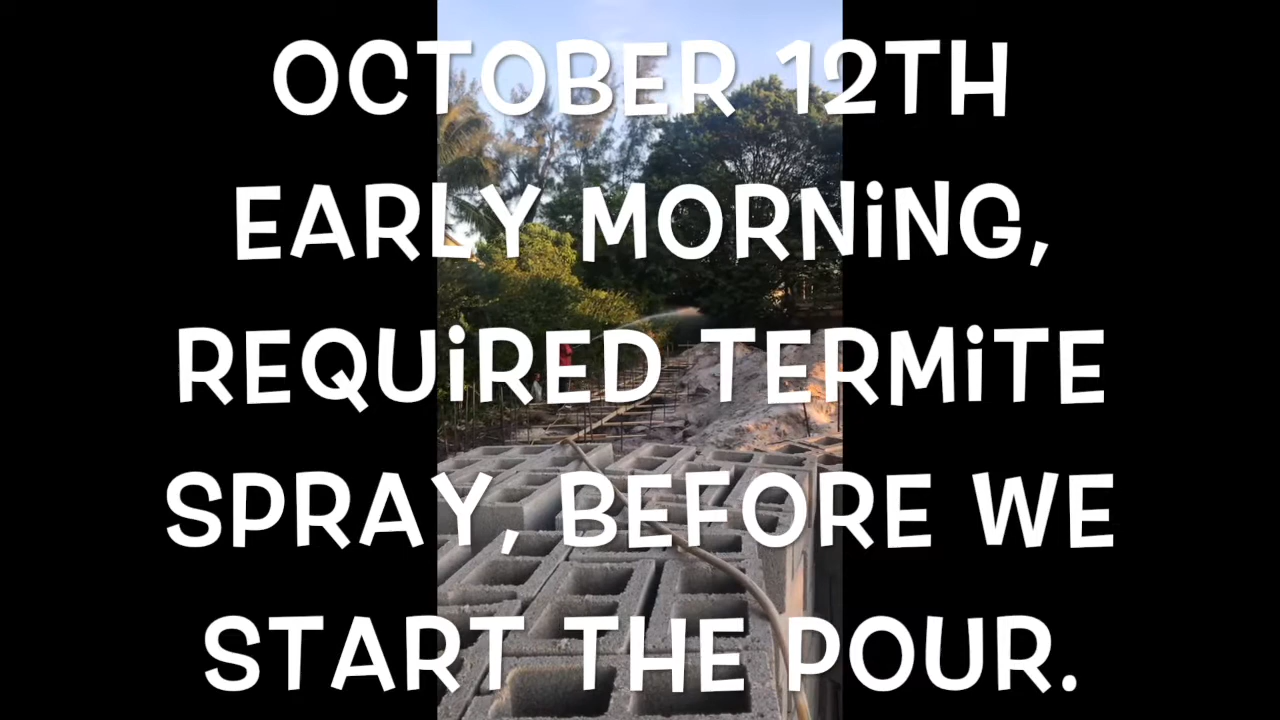 OCTOBER 12TH
EARLY MORNING,
REQUIRED TERMITE
SPRAY, BEFORE WE
START THE POUR.